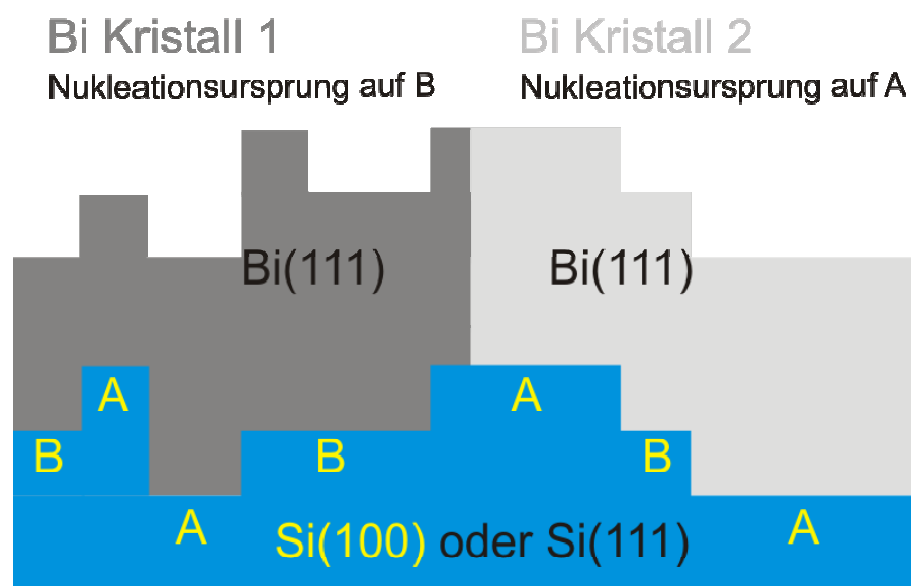 Bi Kristall 1
Nukleationsursprung auf B
Bi Kristall 2
Nukleationsursprung auf A
Bi(111)
Bi(111)
A
A
B
B
B
A
A
Si(100) oder Si(111)